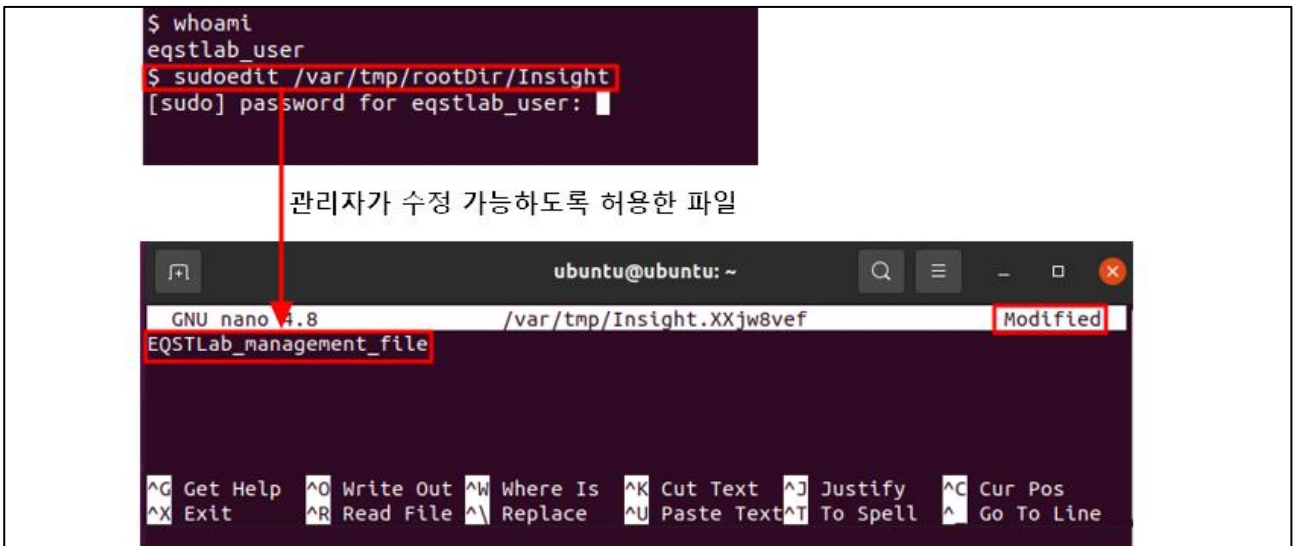 $ whoami
eqstlab_user
$ sudoedit /var/tmp/rootDir/Insight
[sudo] password for eqstlab_user:
관리자가 수정 가능하도록 허용한 파일
ubuntu@ubuntu: ~
GNU nano 4.8 /var/tmp/Insight.XXjw8vef Modified
EQSTLab_management_file
^G Get Help ^O Write Out ^W Where Is ^K Cut Text ^J Justify ^C Cur Pos
^X Exit ^R Read File ^\ Replace ^U Paste Text ^T To Spell ^_ Go To Line